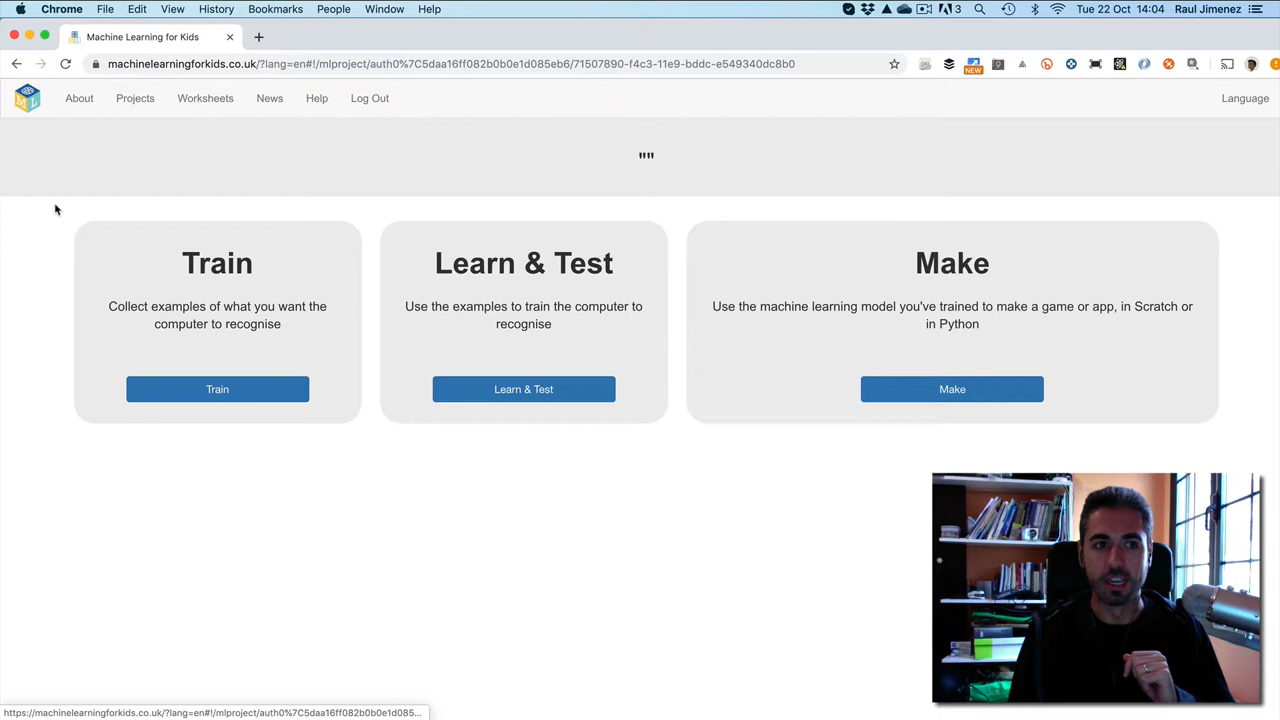 Chrome File Edit View History Bookmarks People Window Help 3 Tue 22 Oct 14:04 Raul Jimenez
Machine Learning for Kids
machinelearningforkids.co.uk/?lang=en#!/mlproject/auth0%7C5daa16ff082b0b0e1d085eb6/71507890-f4c3-11e9-bddc-e549340dc8b0
NEW
ML About Projects Worksheets News Help Log Out Language
""
Train
Collect examples of what you want the
computer to recognise
Train
Learn & Test
Use the examples to train the computer to
recognise
Learn & Test
Make
Use the machine learning model you've trained to make a game or app, in Scratch or
in Python
Make
https://machinelearningforkids.co.uk/?lang=en#!/mlproject/auth0%7C5daa16ff082b0b0e1d085...